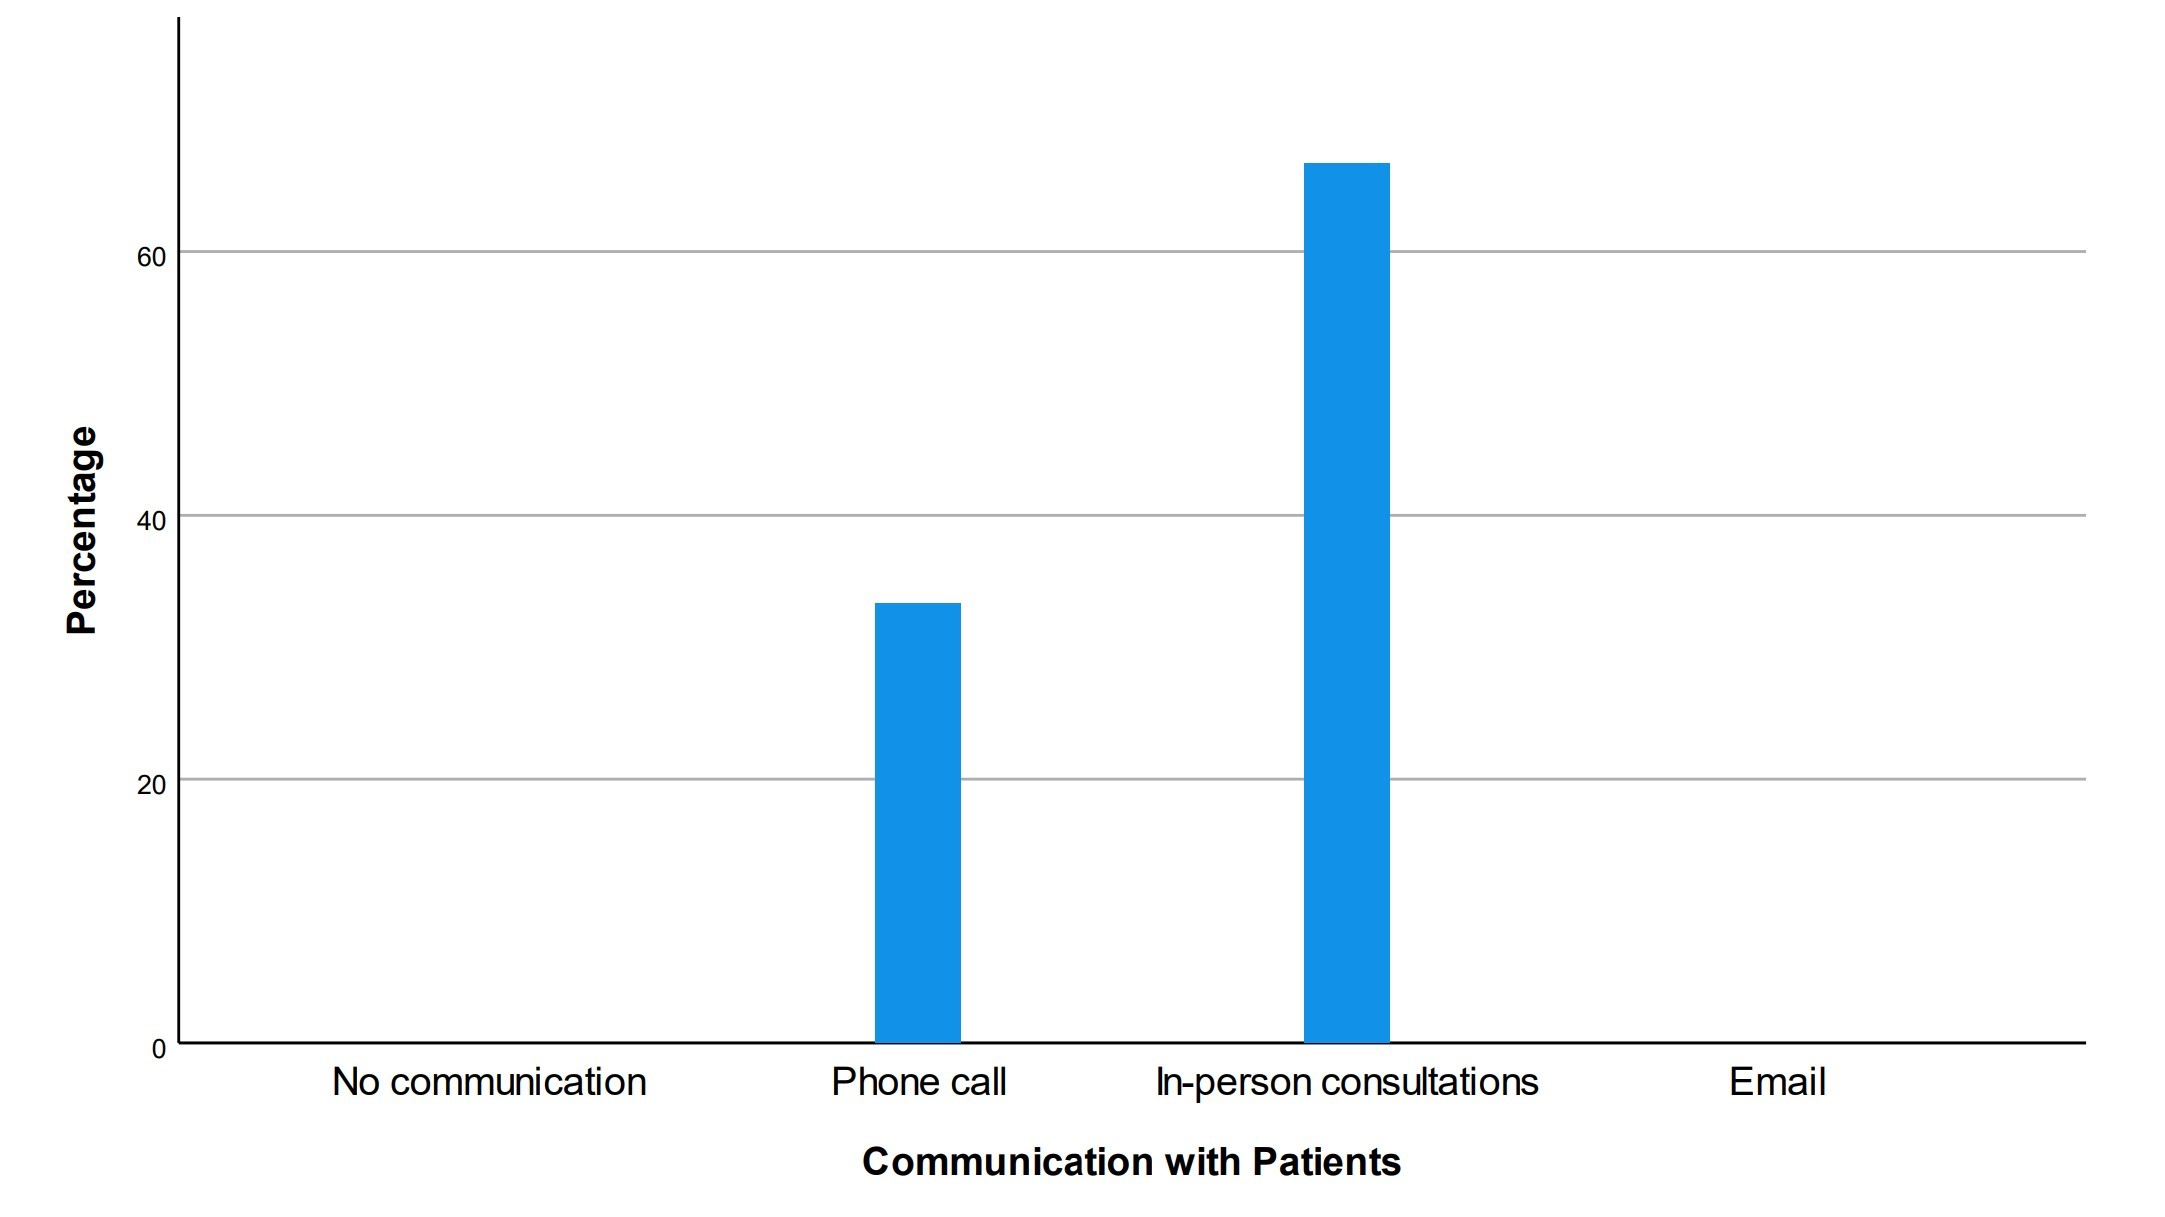 Percentage
60
40
20
0
No communication Phone call In-person consultations Email
Communication with Patients